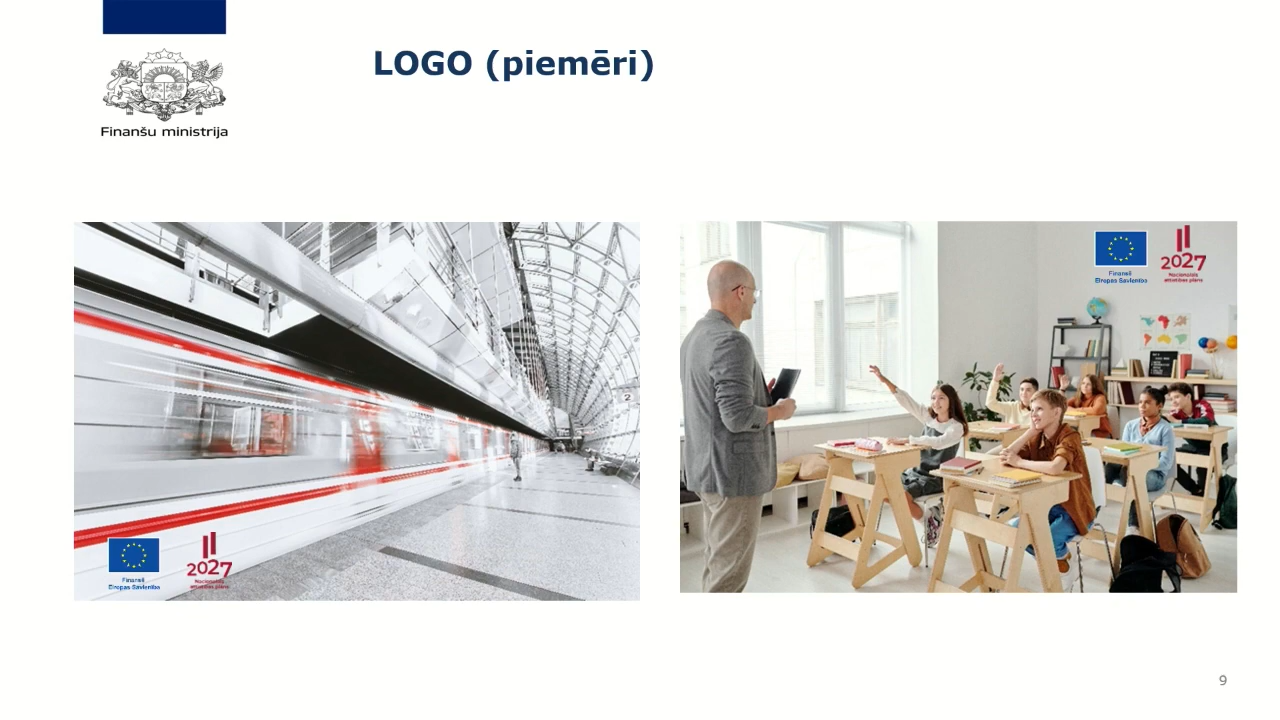 LOGO (piemēri)
Finanšu ministrija
Finansē
Eiropas Savienība
2027
Nacionālais
attīstības plāns
Finansē
Eiropas Savienība
2027
Nacionālais
attīstības plāns
2
9